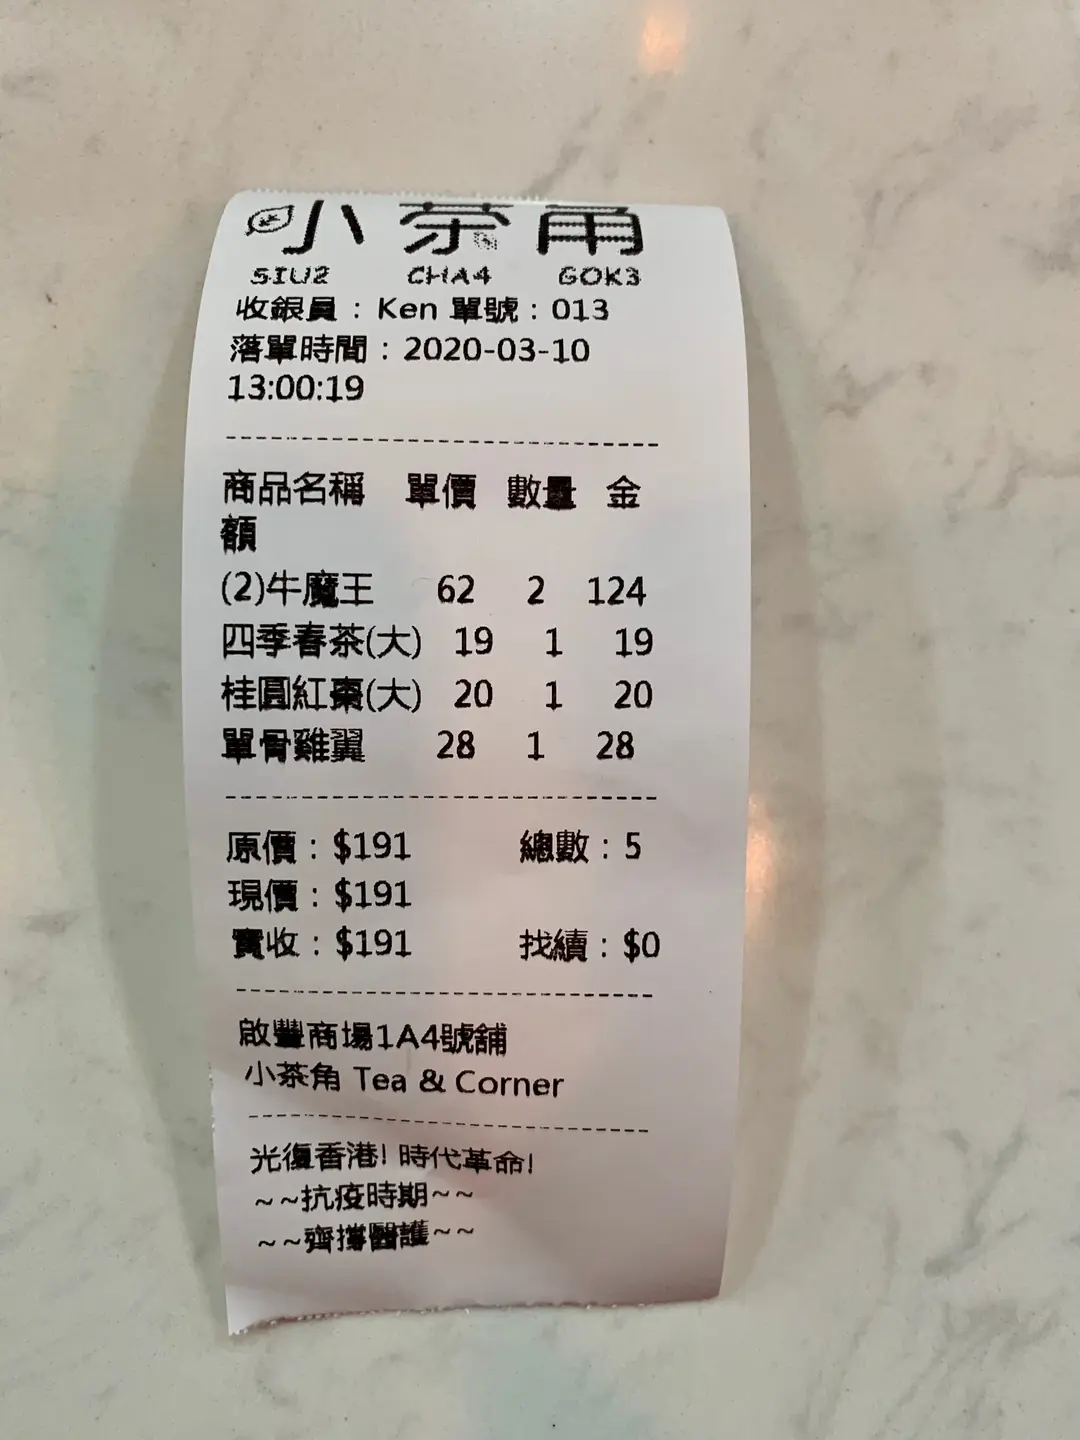 小茶角
SIU2 CHA4 GOK3
收銀員：Ken 單號：013
落單時間：2020-03-10
13:00:19
商品名稱 單價 數量 金
額
(2)牛魔王 62 2 124
四季春茶(大) 19 1 19
桂圓紅棗(大) 20 1 20
單骨雞翼 28 1 28
原價：$191 總數：5
現價：$191
實收：$191 找續：$0
啟豐商場1A4號舖
小茶角 Tea & Corner
光復香港! 時代革命!
~~抗疫時期~~
~~齊撐醫護~~